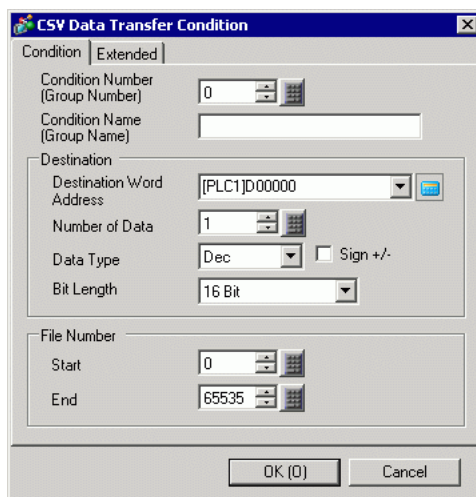 CSV Data Transfer Condition
Condition Extended
Condition Number
(Group Number)
0
Condition Name
(Group Name)
Destination
Destination Word
Address
[PLC1]D00000
Number of Data
1
Data Type
Dec
Sign +/-
Bit Length
16 Bit
File Number
Start
0
End
65535
OK (O)
Cancel